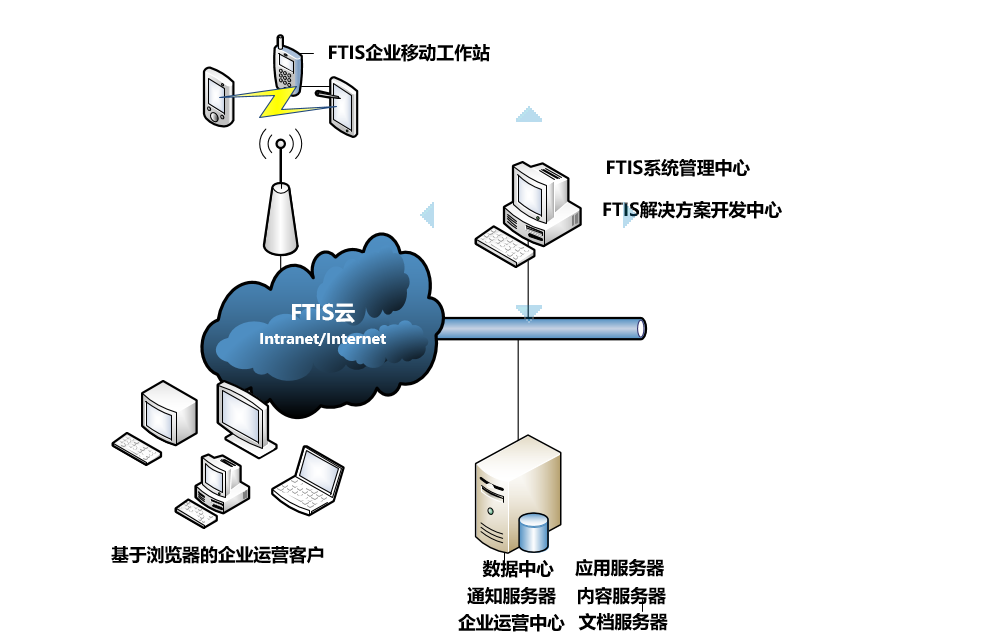 FTIS企业移动工作站
FTIS系统管理中心
FTIS解决方案开发中心
FTIS云
Intranet/Internet
基于浏览器的企业运营客户
数据中心 应用服务器
通知服务器 内容服务器
企业运营中心 文档服务器